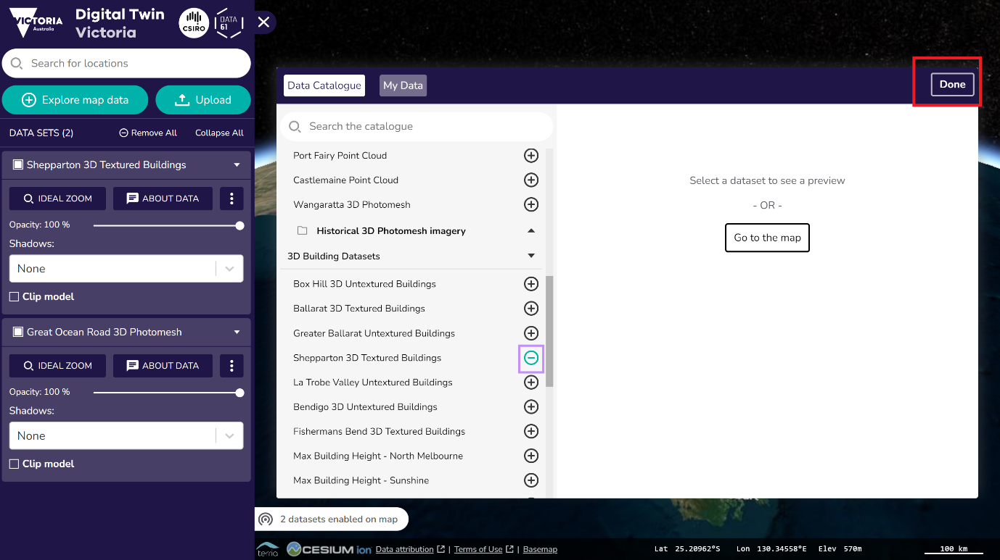 VICTORIA
Australia
Digital Twin
Victoria
CSIRO
DATA
61
Search for locations
Explore map data
Upload
DATA SETS (2)
Remove All
Collapse All
Shepparton 3D Textured Buildings
IDEAL ZOOM
ABOUT DATA
Opacity: 100 %
Shadows:
None
Clip model
Great Ocean Road 3D Photomesh
IDEAL ZOOM
ABOUT DATA
Opacity: 100 %
Shadows:
None
Clip model
Data Catalogue
My Data
Done
Search the catalogue
Port Fairy Point Cloud
Castlemaine Point Cloud
Wangaratta 3D Photomesh
Historical 3D Photomesh imagery
3D Building Datasets
Box Hill 3D Untextured Buildings
Ballarat 3D Textured Buildings
Greater Ballarat Untextured Buildings
Shepparton 3D Textured Buildings
La Trobe Valley Untextured Buildings
Bendigo 3D Untextured Buildings
Fishermans Bend 3D Textured Buildings
Max Building Height - North Melbourne
Max Building Height - Sunshine
Select a dataset to see a preview
- OR -
Go to the map
2 datasets enabled on map
terria
CESIUM ion
Data attribution | Terms of Use | Basemap
Lat 25.20962°S Lon 130.34558°E Elev 570m
100 km